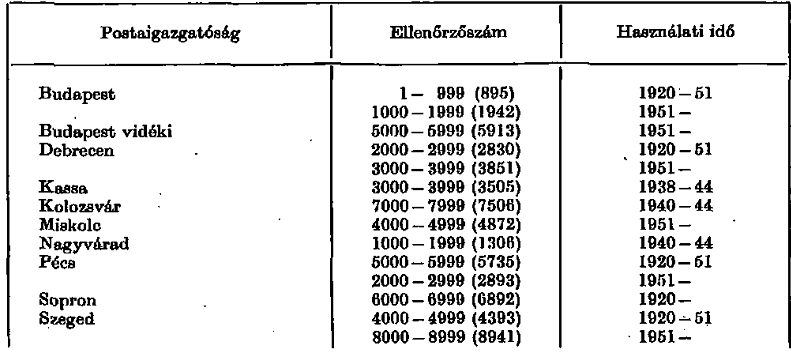 Postaigazgatóság Ellenőrzőszám Használati idő
Budapest 1— 999 (895) 1920—51
1000—1999 (1942) 1951—
Budapest vidéki 5000—5999 (5913) 1951—
Debrecen 2000—2999 (2830) 1920—51
3000—3999 (3851) 1951—
Kassa 3000—3999 (3505) 1938—44
Kolozsvár 7000—7999 (7506) 1940—44
Miskolc 4000—4999 (4872) 1951—
Nagyvárad 1000—1999 (1306) 1940—44
Pécs 5000—5999 (5735) 1920—51
2000—2999 (2893) 1951—
Sopron 6000—6999 (6892) 1920—
Szeged 4000—4999 (4393) 1920—51
8000—8999 (8941) 1951—